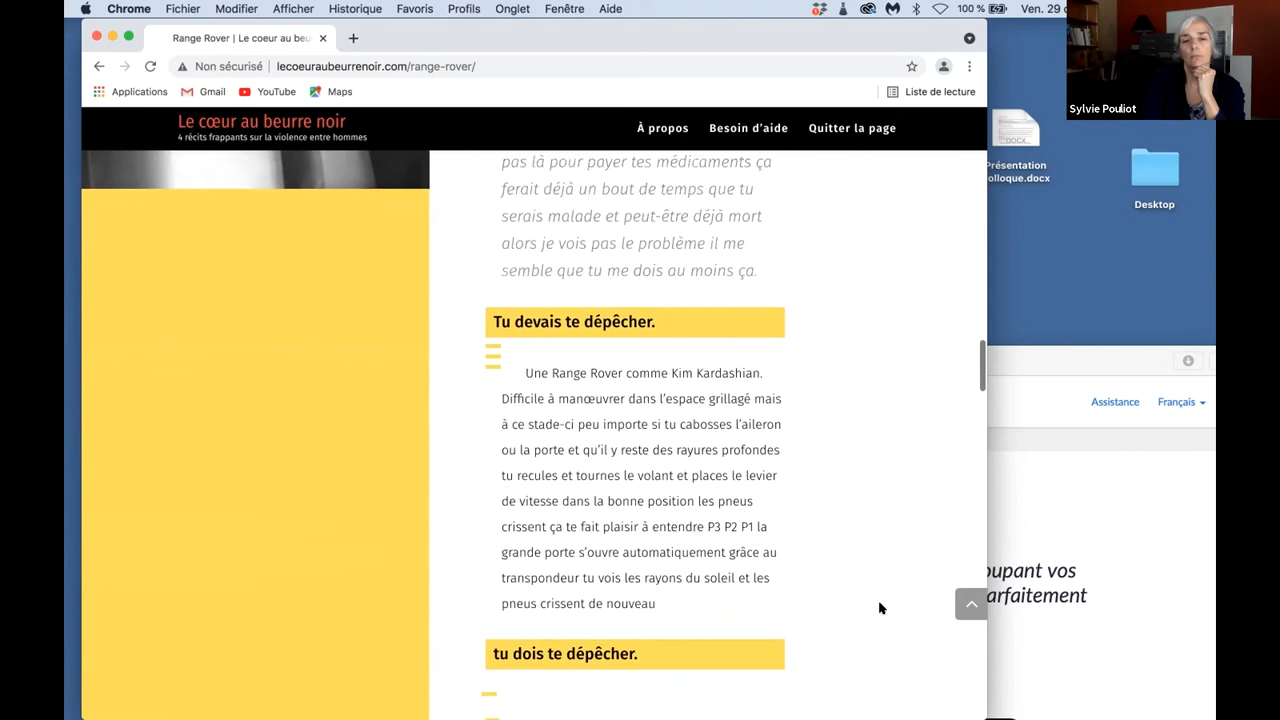 Chrome Fichier Modifier Afficher Historique Favoris Profils Onglet Fenêtre Aide 100 % Ven. 29
Range Rover | Le coeur au beu
Non sécurisé lecoeuraubeurrenoir.com/range-rover/
Applications Gmail YouTube Maps Liste de lecture
Sylvie Pouliot
Le cœur au beurre noir
4 récits frappants sur la violence entre hommes
À propos Besoin d'aide Quitter la page
DOCX
Présentation
olloque.docx
Desktop
pas là pour payer tes médicaments ça
ferait déjà un bout de temps que tu
serais malade et peut-être déjà mort
alors je vois pas le problème il me
semble que tu me dois au moins ça.
Tu devais te dépêcher.
Une Range Rover comme Kim Kardashian.
Difficile à manœuvrer dans l'espace grillagé mais
à ce stade-ci peu importe si tu cabosses l'aileron
ou la porte et qu'il y reste des rayures profondes
tu recules et tournes le volant et places le levier
de vitesse dans la bonne position les pneus
crissent ça te fait plaisir à entendre P3 P2 P1 la
grande porte s'ouvre automatiquement grâce au
transpondeur tu vois les rayons du soleil et les
pneus crissent de nouveau
tu dois te dépêcher.
Assistance Français
oupant vos
arfaitement